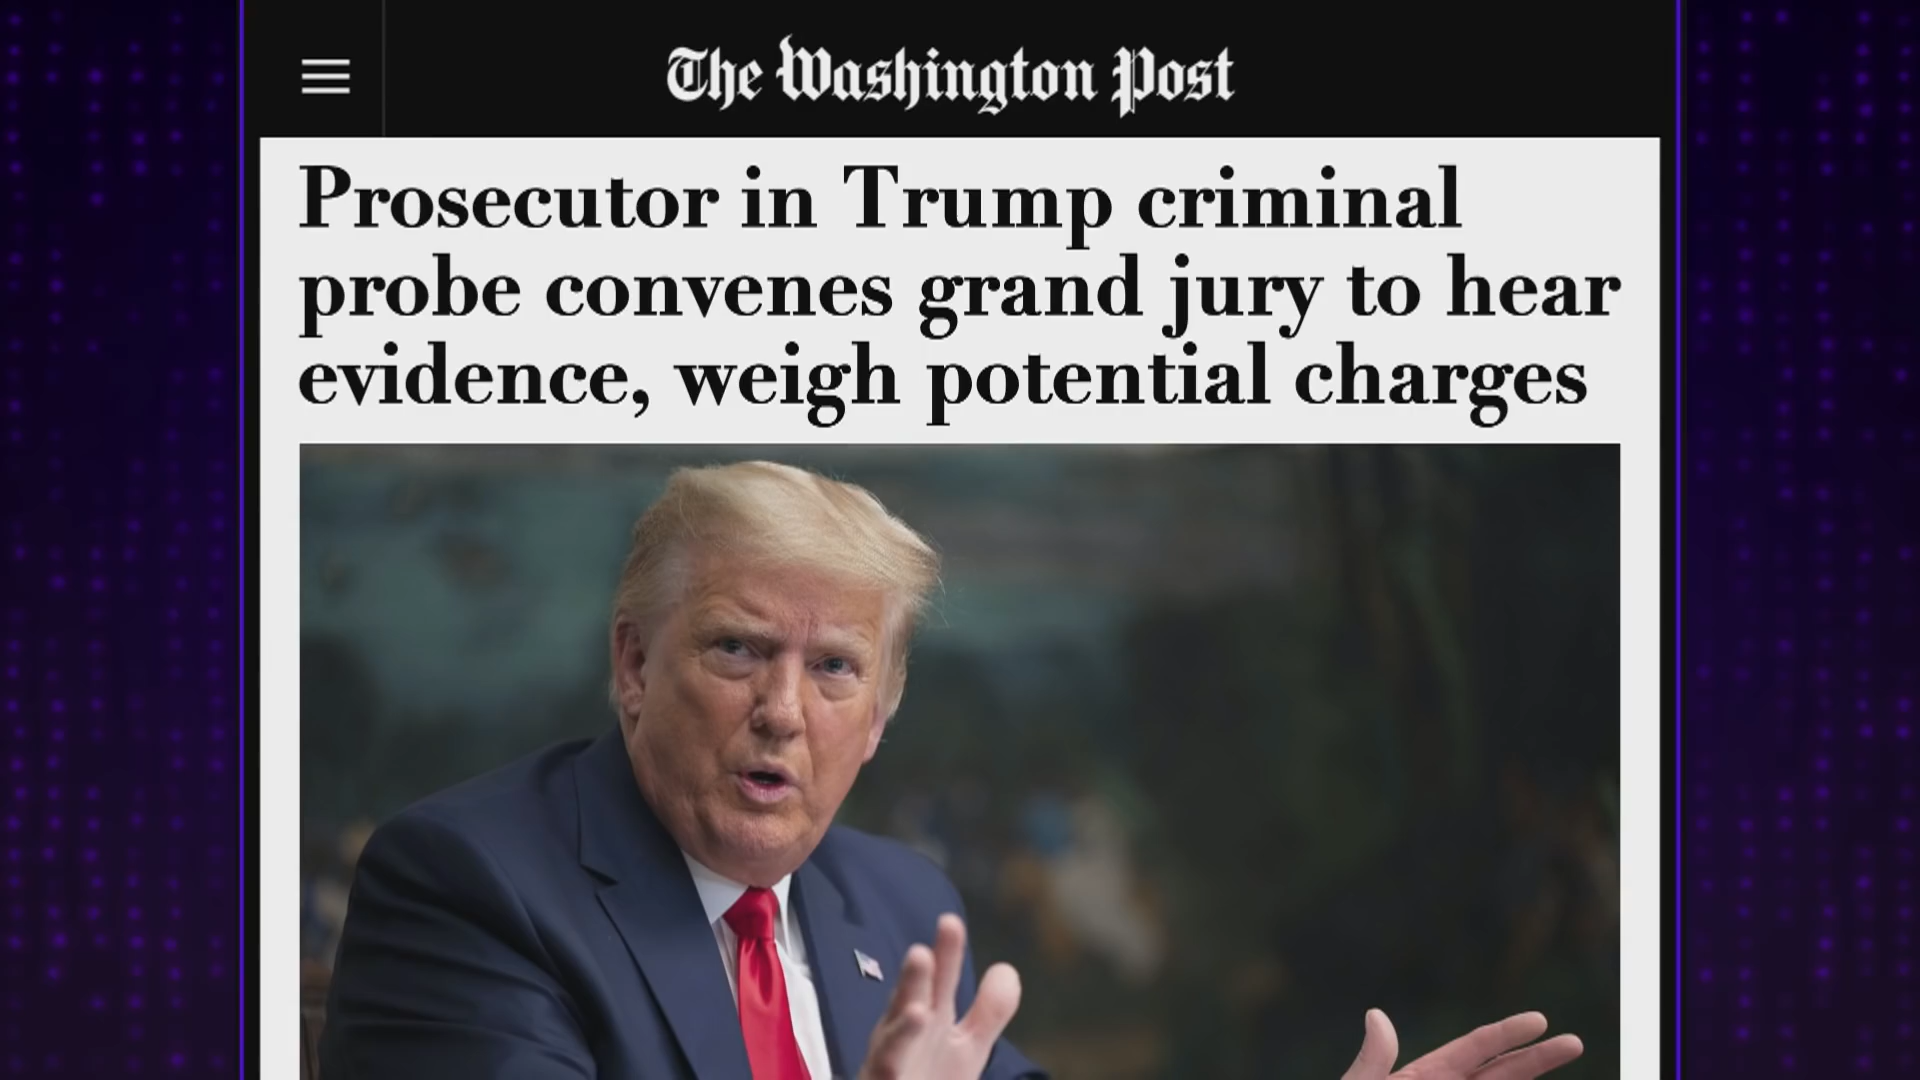 The Washington Post
Prosecutor in Trump criminal
probe convenes grand jury to hear
evidence, weigh potential charges